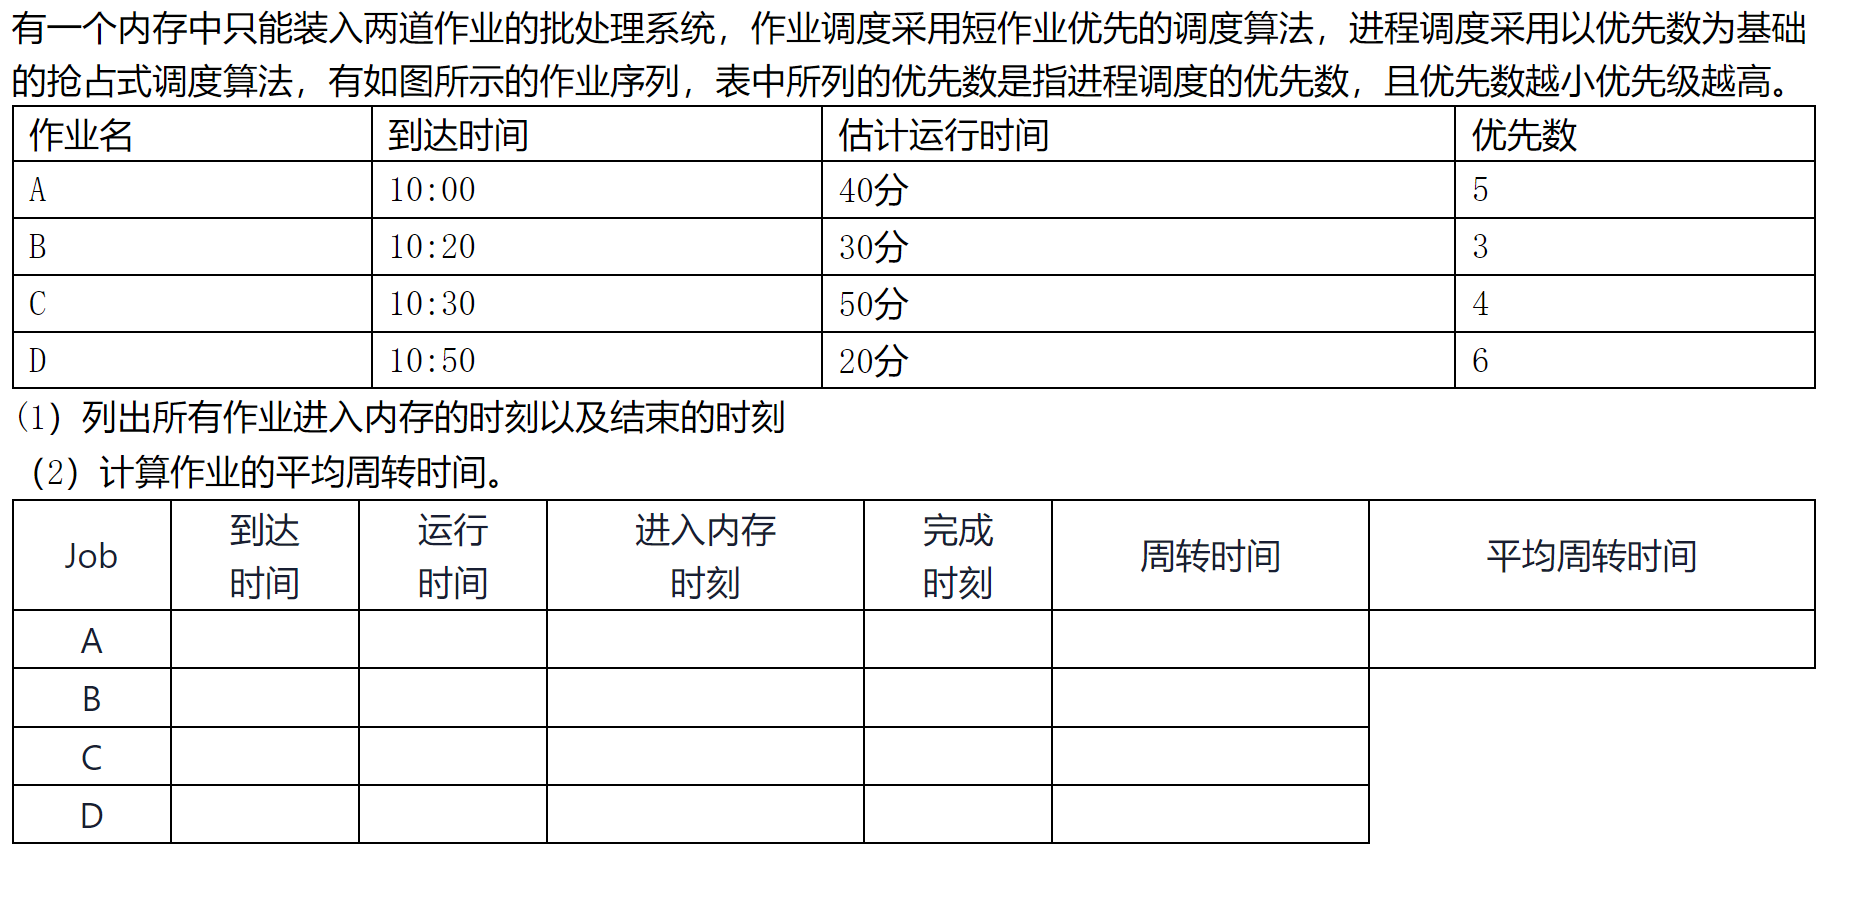 有一个内存中只能装入两道作业的批处理系统，作业调度采用短作业优先的调度算法，进程调度采用以优先数为基础
的抢占式调度算法，有如图所示的作业序列，表中所列的优先数是指进程调度的优先数，且优先数越小优先级越高。
作业名 到达时间 估计运行时间 优先数
A 10:00 40分 5
B 10:20 30分 3
C 10:30 50分 4
D 10:50 20分 6
(1）列出所有作业进入内存的时刻以及结束的时刻
（2）计算作业的平均周转时间。
Job 到达时间 运行时间 进入内存时刻 完成时刻 周转时间 平均周转时间
A
B
C
D